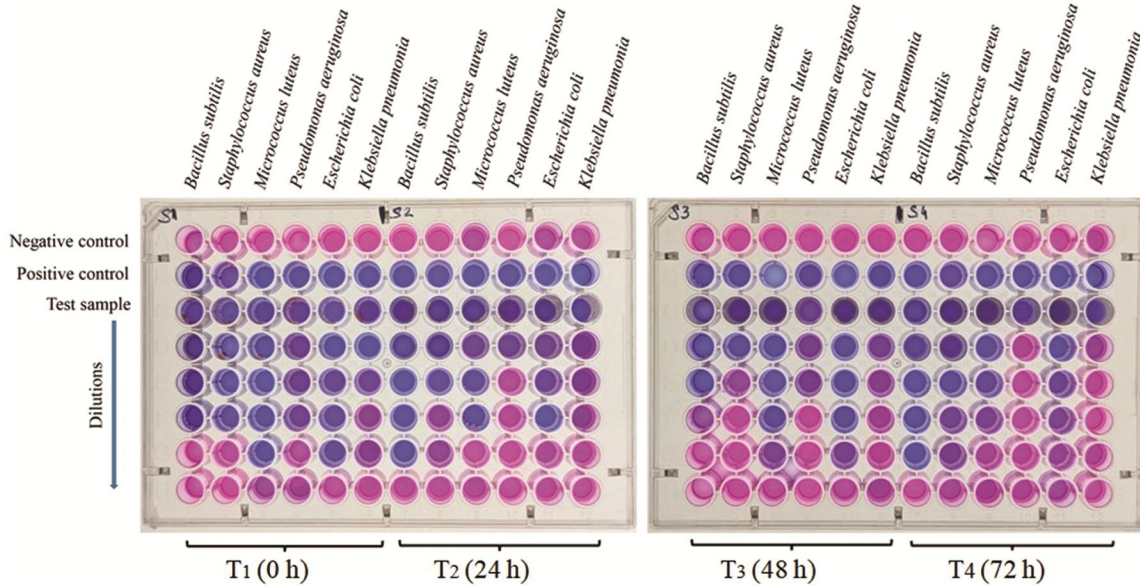 Bacillus subtilis
Staphylococcus aureus
Micrococcus luteus
Pseudomonas aeruginosa
Escherichia coli
Klebsiella pneumonia
Bacillus subtilis
Staphylococcus aureus
Micrococcus luteus
Pseudomonas aeruginosa
Escherichia coli
Klebsiella pneumonia
Bacillus subtilis
Staphylococcus aureus
Micrococcus luteus
Pseudomonas aeruginosa
Escherichia coli
Klebsiella pneumonia
Bacillus subtilis
Staphylococcus aureus
Micrococcus luteus
Pseudomonas aeruginosa
Escherichia coli
Klebsiella pneumonia
S1 S2
S3 S4
Negative control
Positive control
Test sample
Dilutions
T1 (0 h)
T2 (24 h)
T3 (48 h)
T4 (72 h)